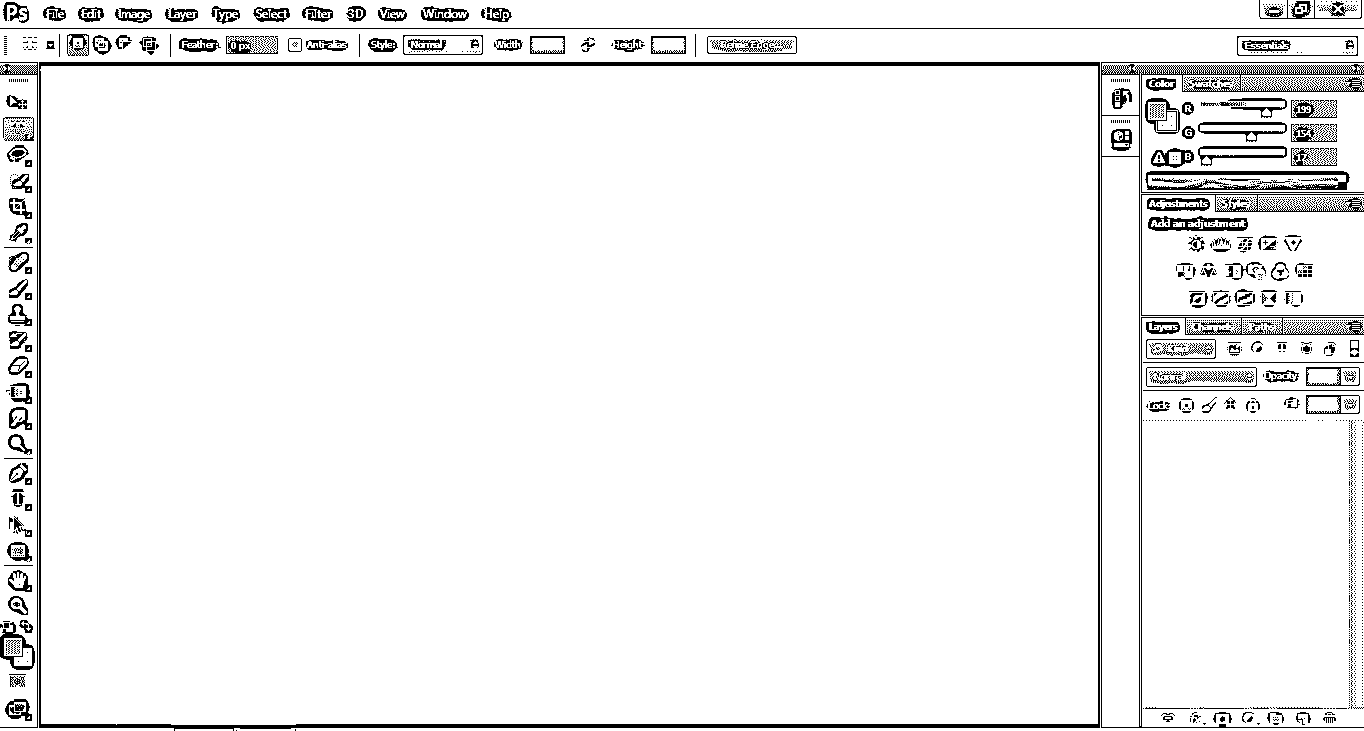 Ps File Edit Image Layer Type Select Filter 3D View Window Help
Feather: 0 px Anti-alias Style: Normal Width: Height: Refine Edge... Essentials
Color Swatches
R 199
G 154
B 17
Adjustments Styles
Add an adjustment
Layers Channels Paths
Kind
Normal Opacity:
Lock: